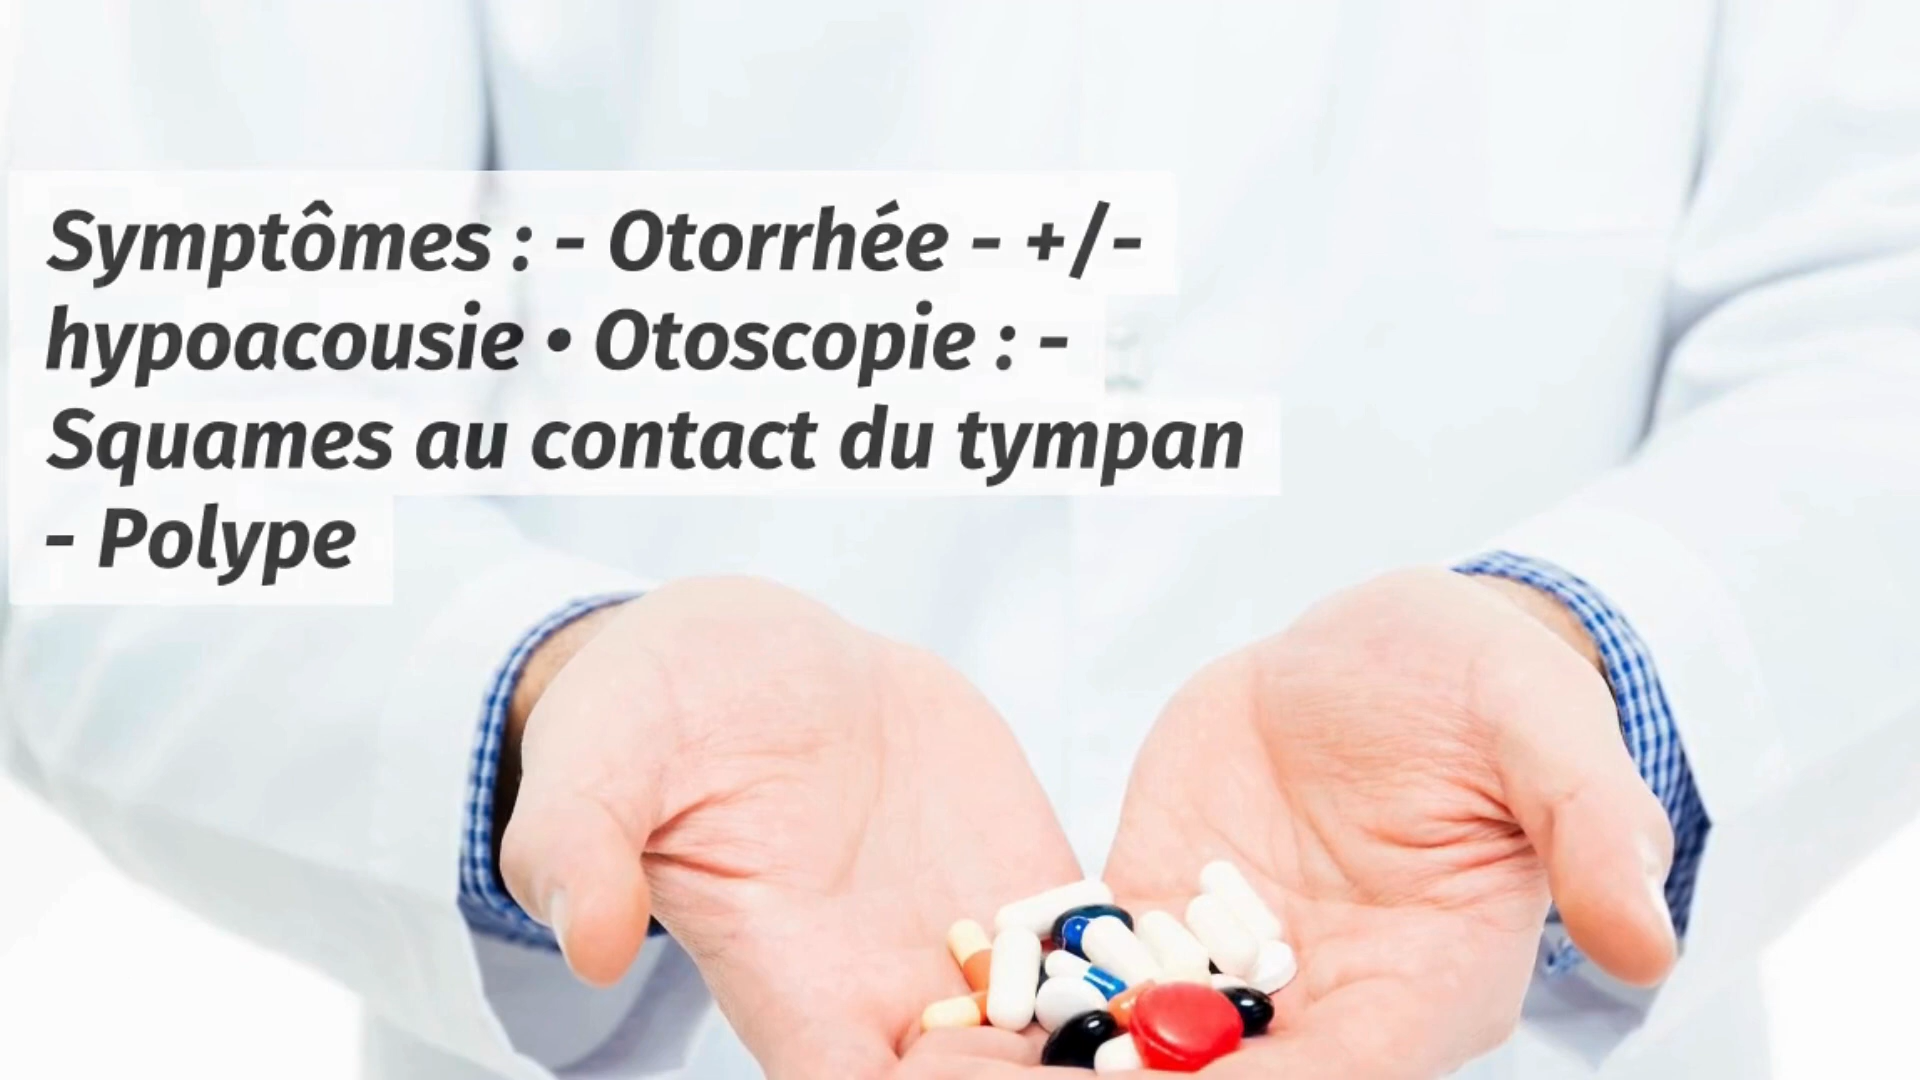 Symptômes : - Otorrhée - +/-
hypoacousie • Otoscopie : -
Squames au contact du tympan
- Polype